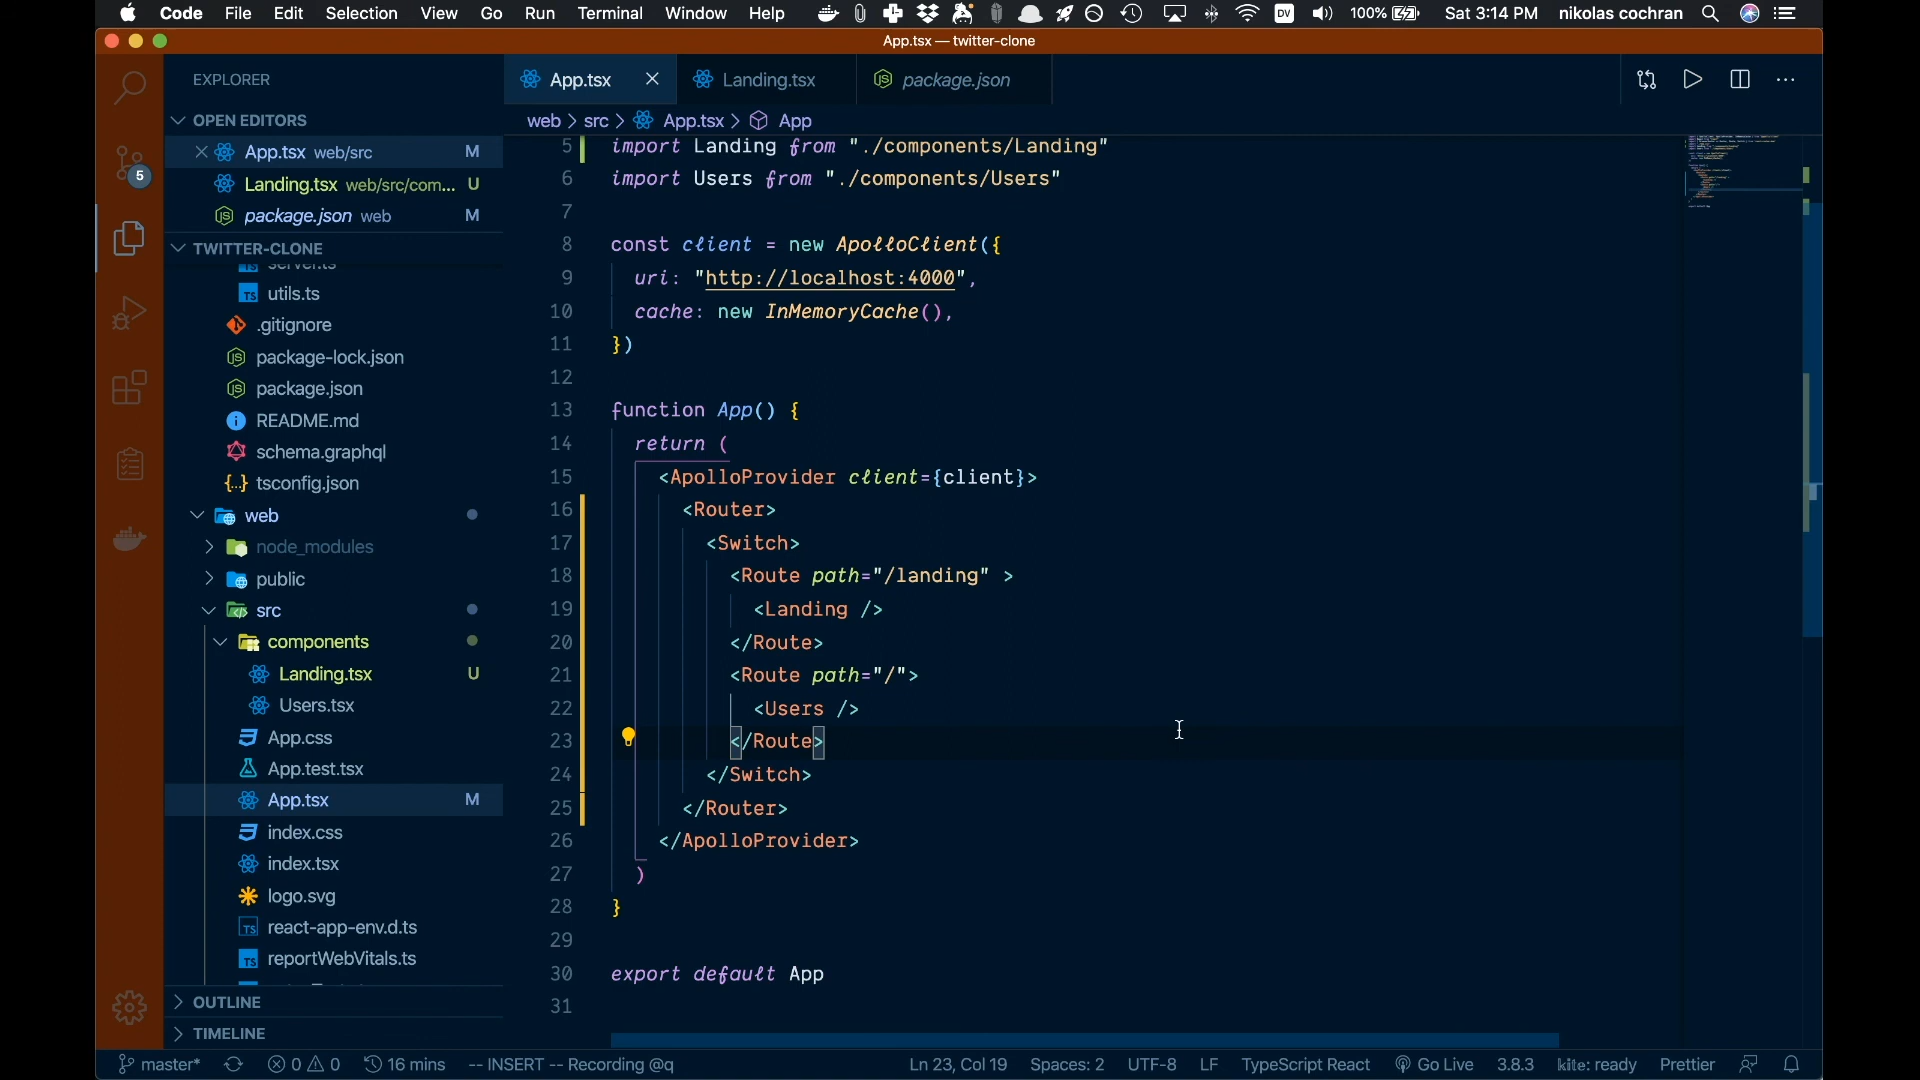 Code File Edit Selection View Go Run Terminal Window Help DV 100% Sat 3:14 PM nikolas cochran
App.tsx — twitter-clone
EXPLORER
OPEN EDITORS
App.tsx web/src M
Landing.tsx web/src/com... U
package.json web M
TWITTER-CLONE
server.ts
utils.ts
.gitignore
package-lock.json
package.json
README.md
schema.graphql
tsconfig.json
web
node_modules
public
src
components
Landing.tsx U
Users.tsx
App.css
App.test.tsx
App.tsx M
index.css
index.tsx
logo.svg
react-app-env.d.ts
reportWebVitals.ts
OUTLINE
TIMELINE
5
App.tsx Landing.tsx package.json
web > src > App.tsx > App
5 import Landing from "./components/Landing"
6 import Users from "./components/Users"
7
8 const client = new ApolloClient({
9 uri: "http://localhost:4000",
10 cache: new InMemoryCache(),
11 })
12
13 function App() {
14 return (
15 <ApolloProvider client={client}>
16 <Router>
17 <Switch>
18 <Route path="/landing" >
19 <Landing />
20 </Route>
21 <Route path="/">
22 <Users />
23 </Route>
24 </Switch>
25 </Router>
26 </ApolloProvider>
27 )
28 }
29
30 export default App
31
master* 0 0 16 mins -- INSERT -- Recording @q Ln 23, Col 19 Spaces: 2 UTF-8 LF TypeScript React Go Live 3.8.3 kite: ready Prettier